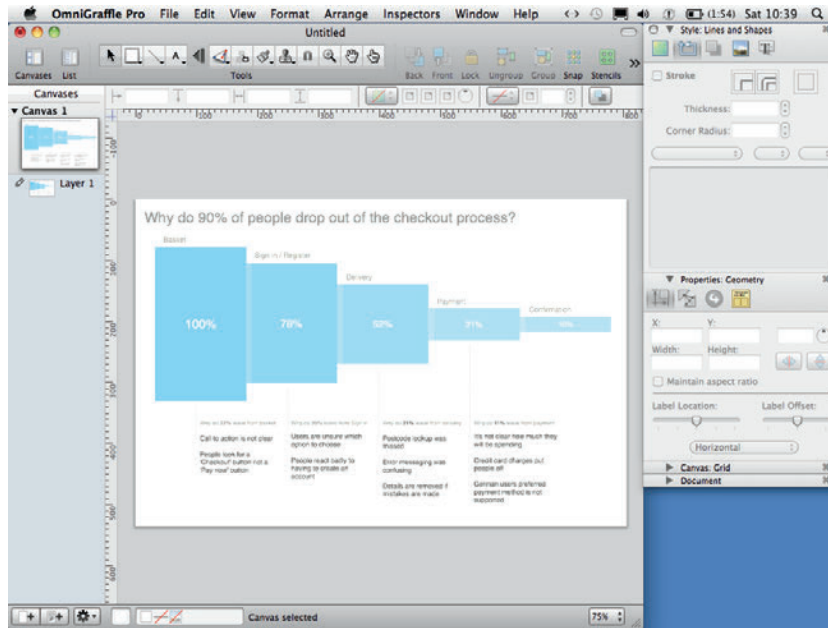 OmniGraffle Pro File Edit View Format Arrange Inspectors Window Help (1:54) Sat 10:39
Untitled
Style: Lines and Shapes
Canvases List
Tools
Back Front Lock Ungroup Group Snap Stencils
Canvases
Canvas 1
Layer 1
Stroke
Thickness:
Corner Radius:
Why do 90% of people drop out of the checkout process?
Basket
Sign in / Register
Delivery
Payment
Confirmation
100%
78%
Call to action is not clear
People look for a
'Checkout' button not a
'Pay now' button
Users are unsure which
option to choose
People react badly to
having to create an
account
Postcode lookup was
missed
Error messaging was
confusing
Details are removed if
mistakes are made
It's not clear how much they
will be spending
Credit card charges put
people off
German users preferred
payment method is not
supported
Properties: Geometry
X: Y:
Width: Height:
Maintain aspect ratio
Label Location: Label Offset:
Horizontal
Canvas: Grid
Document
Canvas selected
75%